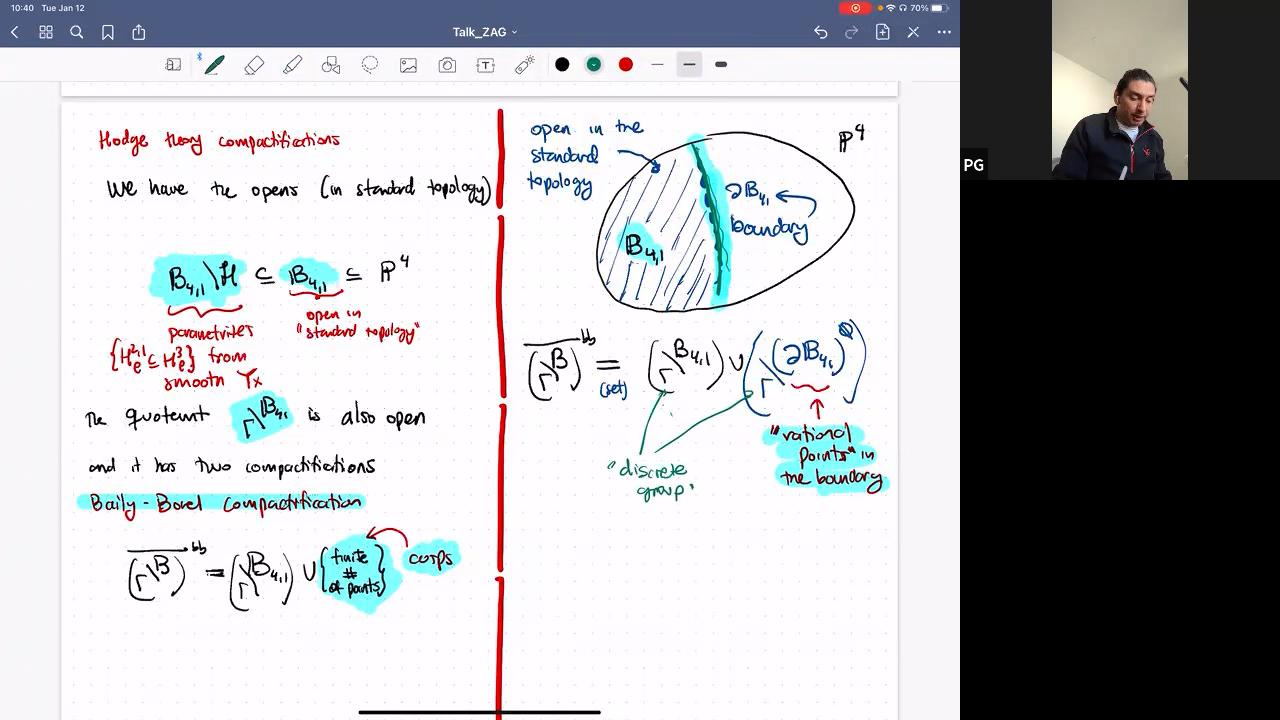 10:40 Tue Jan 12
70%
Talk_ZAG
Hodge theory compactifications
We have the opens (in standard topology)
B₄,₁\H ⊆ B₄,₁ ⊆ P⁴
parametrizes
open in
"standard topology"
from
smooth Yx
The quotient Γ\B₄,₁ is also open
and it has two compactifications
Baily-Borel Compactification
(Γ\B)^bb = (Γ\B₄,₁) ∪ {finite # of points}
cusps
open in the
standard
topology
P⁴
B₄,₁
∂B₄,₁
boundary
(Γ\B)^bb = (Γ\B₄,₁) ∪ (Γ\(∂B₄,₁)^Q)
(set)
"discrete
group"
"rational
points" in
the boundary
PG